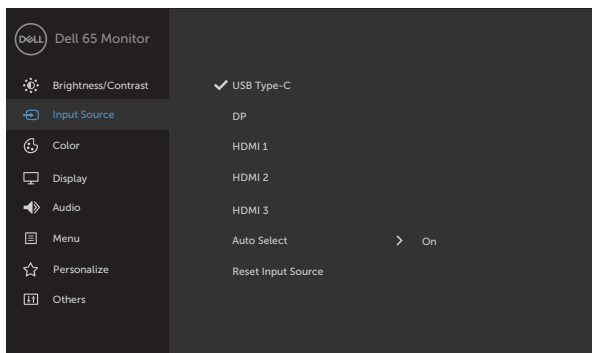 DELL Dell 65 Monitor
Brightness/Contrast
Input Source
Color
Display
Audio
Menu
Personalize
Others
USB Type-C
DP
HDMI 1
HDMI 2
HDMI 3
Auto Select On
Reset Input Source